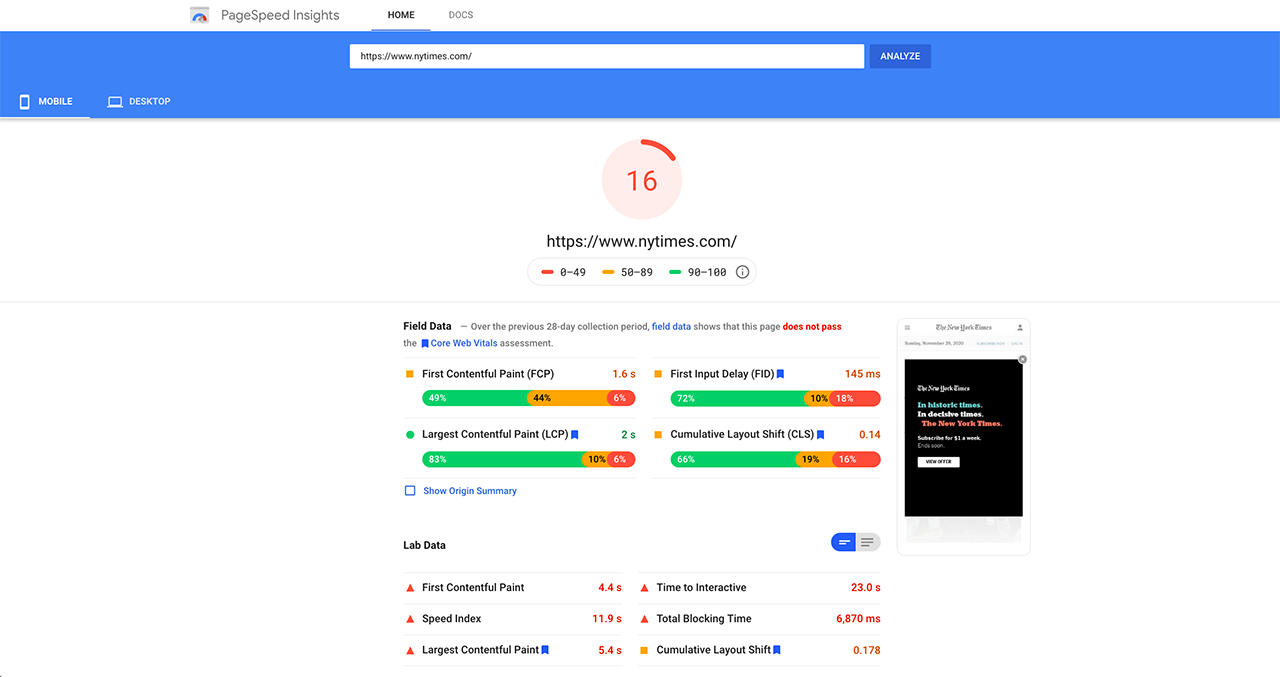 PageSpeed Insights HOME DOCS
https://www.nytimes.com/ ANALYZE
MOBILE DESKTOP
16
https://www.nytimes.com/
0–49 50–89 90–100
Field Data — Over the previous 28-day collection period, field data shows that this page does not pass
the Core Web Vitals assessment.
First Contentful Paint (FCP) 1.6 s
49% 44% 6%
First Input Delay (FID) 145 ms
72% 10% 18%
Largest Contentful Paint (LCP) 2 s
83% 10% 6%
Cumulative Layout Shift (CLS) 0.14
66% 19% 16%
Show Origin Summary
The New York Times
Sunday, November 29, 2020
The New York Times
In historic times.
In decisive times.
The New York Times.
Subscribe for $1 a week.
Ends soon.
VIEW OFFER
Lab Data
First Contentful Paint 4.4 s
Time to Interactive 23.0 s
Speed Index 11.9 s
Total Blocking Time 6,870 ms
Largest Contentful Paint 5.4 s
Cumulative Layout Shift 0.178